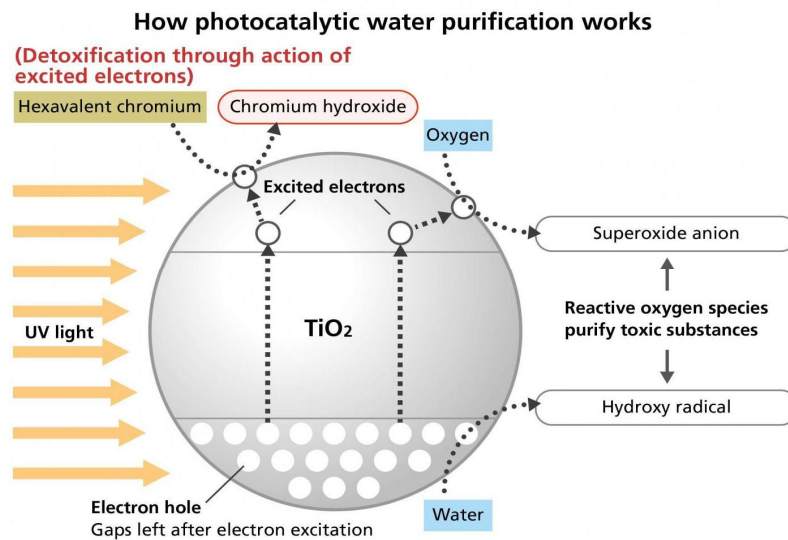 How photocatalytic water purification works
(Detoxification through action of
excited electrons)
Hexavalent chromium
Chromium hydroxide
Oxygen
Excited electrons
Superoxide anion
UV light
TiO₂
Reactive oxygen species
purify toxic substances
Hydroxy radical
Electron hole
Gaps left after electron excitation
Water